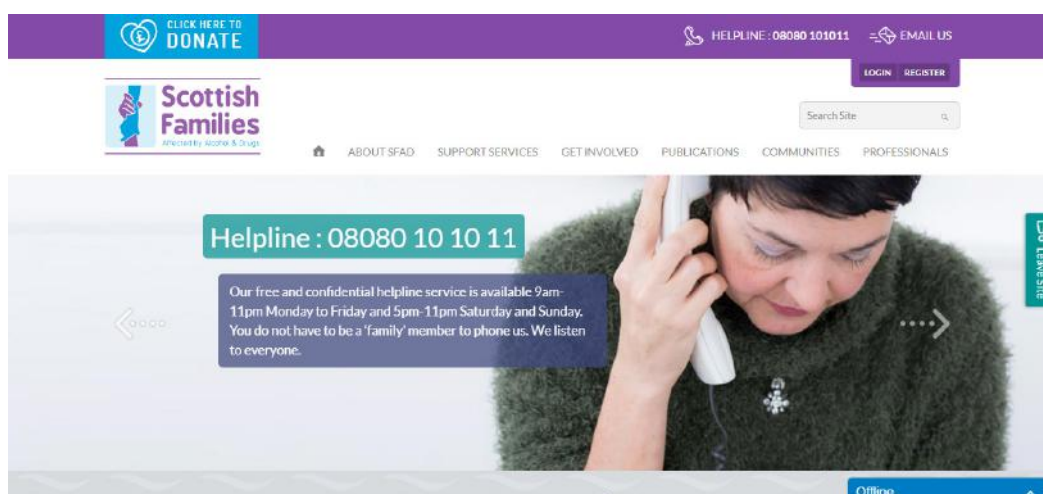 CLICK HERE TO
DONATE
HELPLINE : 08080 101011
EMAIL US
LOGIN REGISTER
Scottish
Families
Affected by Alcohol & Drugs
Search Site
ABOUT SFAD SUPPORT SERVICES GET INVOLVED PUBLICATIONS COMMUNITIES PROFESSIONALS
Helpline : 08080 10 10 11
Our free and confidential helpline service is available 9am-
11pm Monday to Friday and 5pm-11pm Saturday and Sunday.
You do not have to be a 'family' member to phone us. We listen
to everyone.
Leave Site
Offline